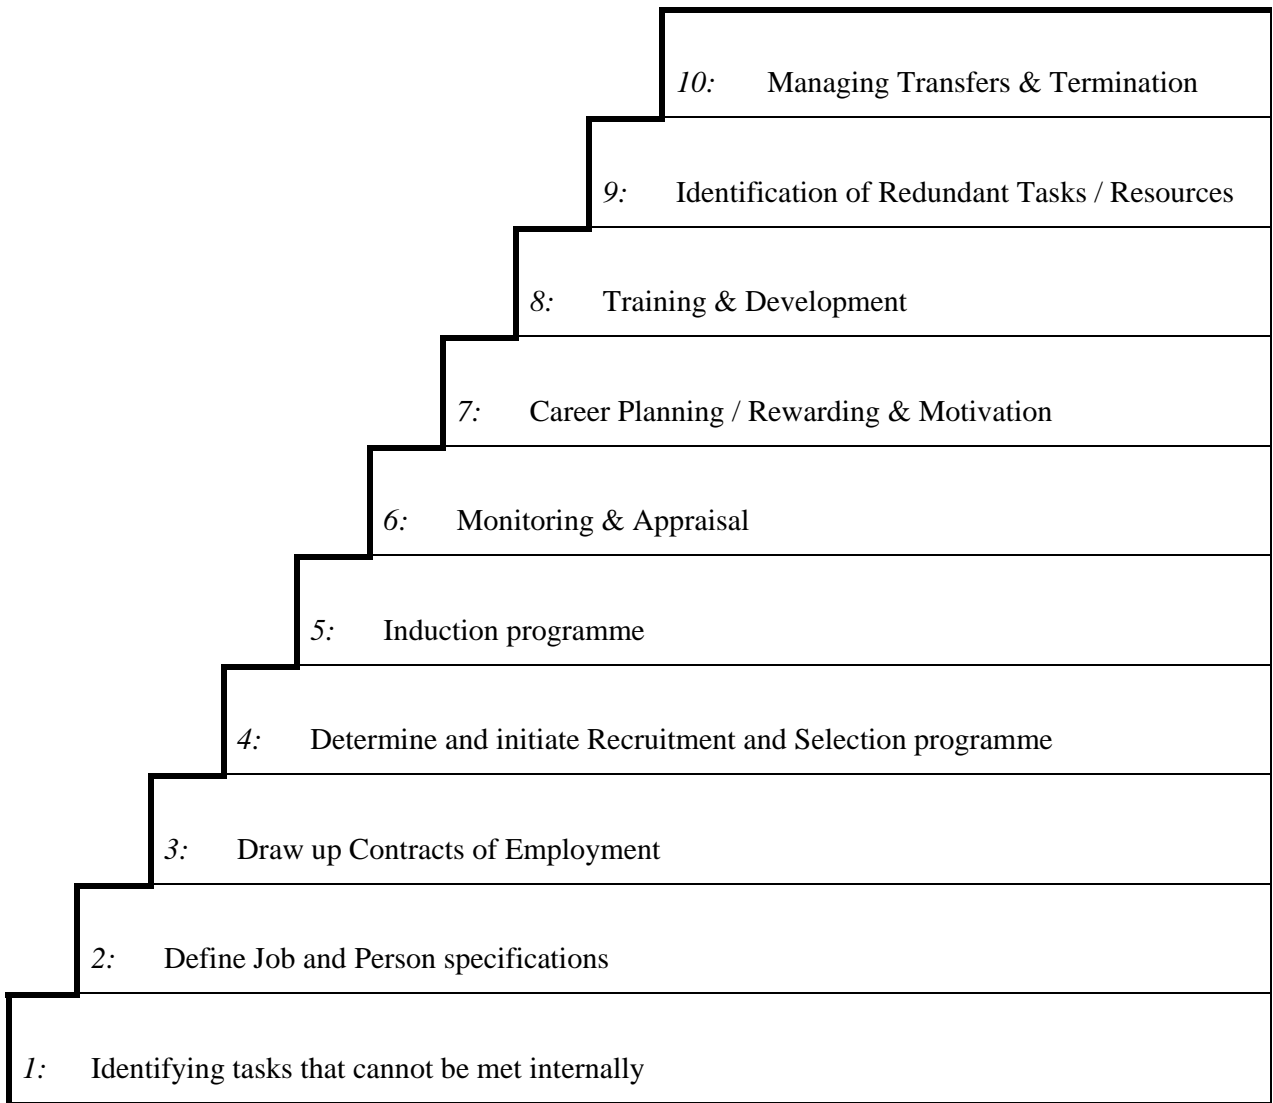 10: Managing Transfers & Termination
9: Identification of Redundant Tasks / Resources
8: Training & Development
7: Career Planning / Rewarding & Motivation
6: Monitoring & Appraisal
5: Induction programme
4: Determine and initiate Recruitment and Selection programme
3: Draw up Contracts of Employment
2: Define Job and Person specifications
1: Identifying tasks that cannot be met internally